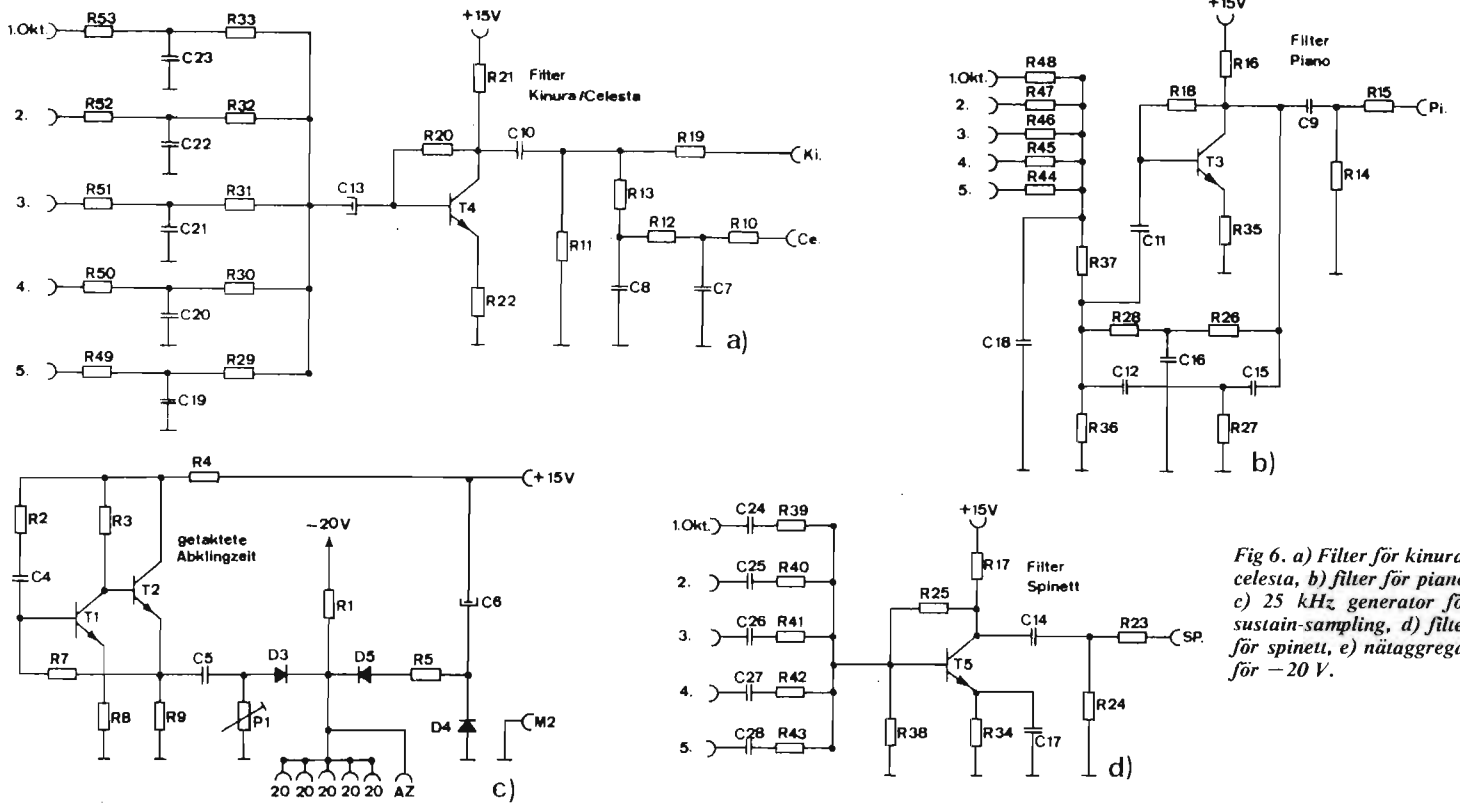 +15V
1.Okt.
R53
R33
C23
2.
R52
R32
C22
3.
R51
R31
C21
4.
R50
R30
C20
5.
R49
R29
C19
R21
Filter
Kinura/Celesta
R20
C10
R19
Ki.
C13
T4
R13
R12
R10
Ce.
R11
C8
C7
R22
a)
+15V
Filter
Piano
R16
1.Okt.
R48
2.
R47
3.
R46
4.
R45
5.
R44
R18
C9
R15
Pi.
T3
R14
C11
R35
R37
R28
R26
C18
C16
C12
C15
R36
R27
b)
R4
+15V
R2
R3
getaktete
Abklingzeit
−20V
C4
T2
T1
R1
C6
R7
C5
D3
D5
R5
R8
R9
P1
D4
M2
20 20 20 20 20 AZ
c)
+15V
1.Okt.
C24
R39
R17
Filter
Spinett
2.
C25
R40
R25
3.
C26
R41
C14
R23
SP.
T5
4.
C27
R42
R24
5.
C28
R43
R38
R34
C17
d)
Fig 6. a) Filter för kinura
celesta, b) filter för piano
c) 25 kHz generator fö
sustain-sampling, d) filte
för spinett, e) nätaggrega
för −20 V.